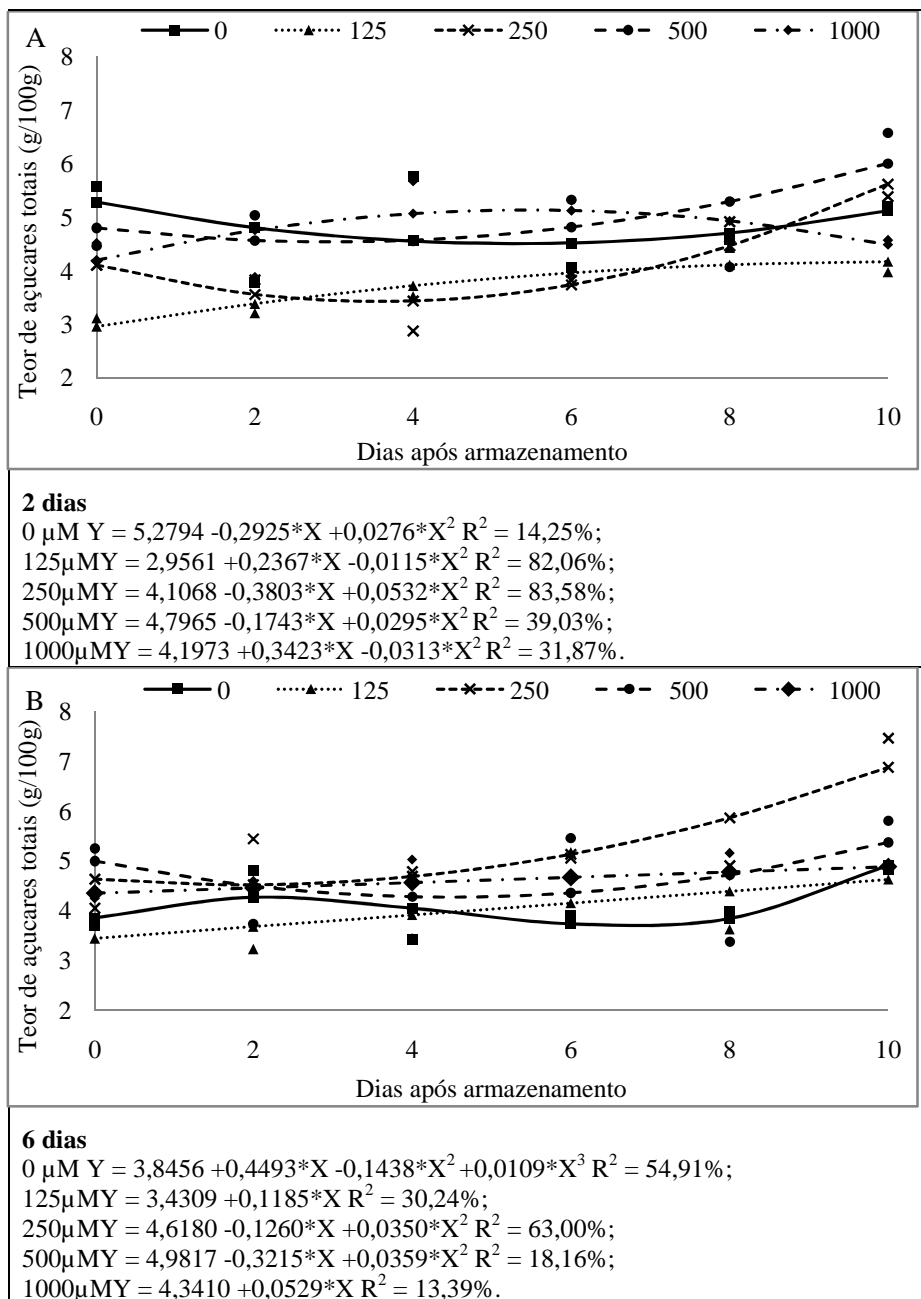 A
0 125 250 500 1000
Teor de açucares totais (g/100g)
8
7
6
5
4
3
2
0 2 4 6 8 10
Dias após armazenamento
2 dias
0 µM Y = 5,2794 -0,2925*X +0,0276*X² R² = 14,25%;
125µMY = 2,9561 +0,2367*X -0,0115*X² R² = 82,06%;
250µMY = 4,1068 -0,3803*X +0,0532*X² R² = 83,58%;
500µMY = 4,7965 -0,1743*X +0,0295*X² R² = 39,03%;
1000µMY = 4,1973 +0,3423*X -0,0313*X² R² = 31,87%.
B
0 125 250 500 1000
Teor de açucares totais (g/100g)
8
7
6
5
4
3
2
0 2 4 6 8 10
Dias após armazenamento
6 dias
0 µM Y = 3,8456 +0,4493*X -0,1438*X² +0,0109*X³ R² = 54,91%;
125µMY = 3,4309 +0,1185*X R² = 30,24%;
250µMY = 4,6180 -0,1260*X +0,0350*X² R² = 63,00%;
500µMY = 4,9817 -0,3215*X +0,0359*X² R² = 18,16%;
1000µMY = 4,3410 +0,0529*X R² = 13,39%.